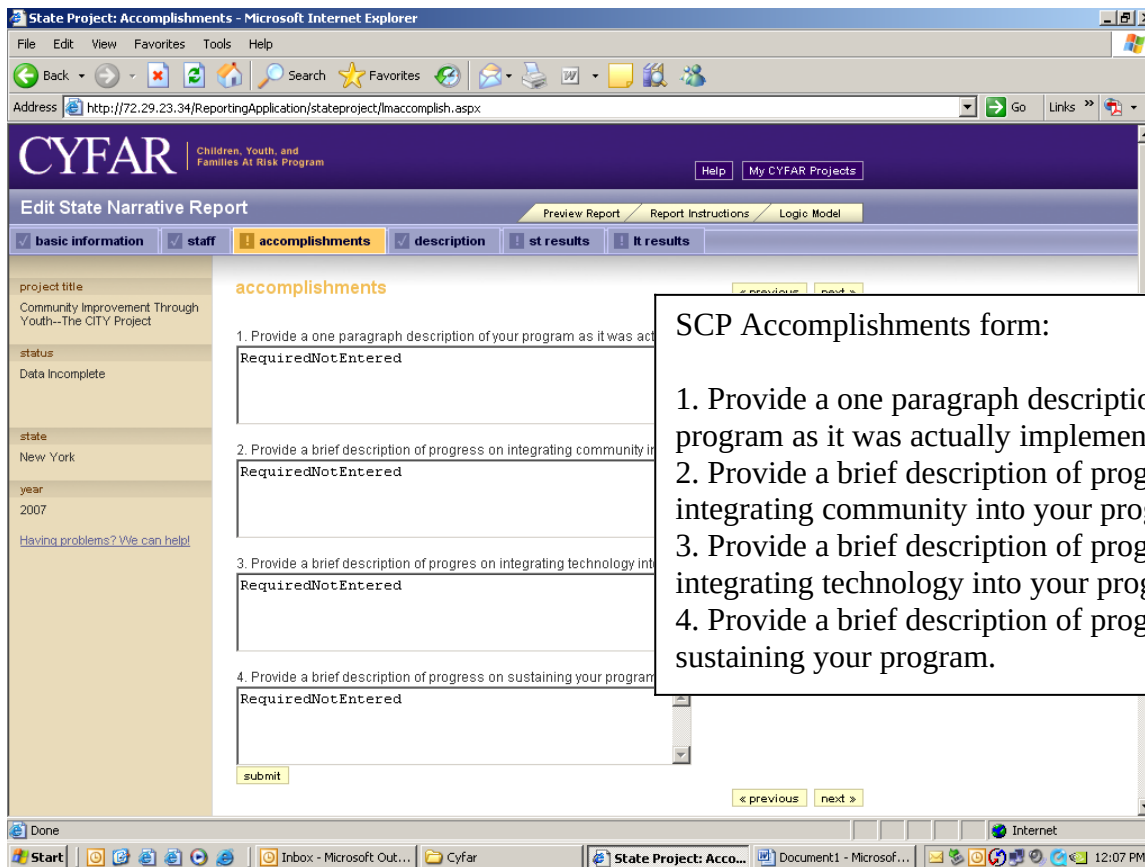 State Project: Accomplishments - Microsoft Internet Explorer
File Edit View Favorites Tools Help
Back Search Favorites
Address http://72.29.23.34/ReportingApplication/stateproject/lmaccomplish.aspx Go Links »
CYFAR Children, Youth, and
Families At Risk Program
Help My CYFAR Projects
Edit State Narrative Report Preview Report Report Instructions Logic Model
basic information staff accomplishments description st results lt results
project title
Community Improvement Through
Youth--The CITY Project
status
Data Incomplete
state
New York
year
2007
Having problems? We can help!
accomplishments
« previous next »
1. Provide a one paragraph description of your program as it was act
RequiredNotEntered
2. Provide a brief description of progress on integrating community in
RequiredNotEntered
3. Provide a brief description of progres on integrating technology int
RequiredNotEntered
4. Provide a brief description of progress on sustaining your program
RequiredNotEntered
submit
« previous next »
SCP Accomplishments form:
1. Provide a one paragraph descriptio
program as it was actually implemen
2. Provide a brief description of prog
integrating community into your prog
3. Provide a brief description of prog
integrating technology into your prog
4. Provide a brief description of prog
sustaining your program.
Done Internet
Start Inbox - Microsoft Out... Cyfar State Project: Acco... Document1 - Microsof... 12:07 PM